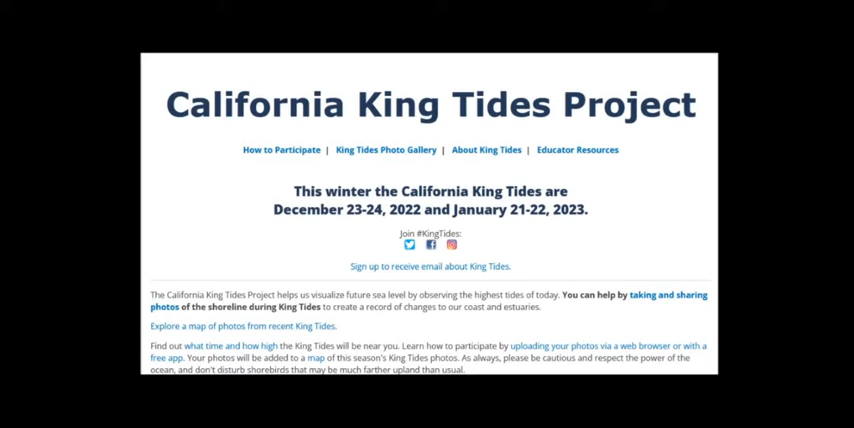 California King Tides Project
How to Participate | King Tides Photo Gallery | About King Tides | Educator Resources
This winter the California King Tides are
December 23-24, 2022 and January 21-22, 2023.
Join #KingTides:
Sign up to receive email about King Tides.
The California King Tides Project helps us visualize future sea level by observing the highest tides of today. You can help by taking and sharing
photos of the shoreline during King Tides to create a record of changes to our coast and estuaries.
Explore a map of photos from recent King Tides.
Find out what time and how high the King Tides will be near you. Learn how to participate by uploading your photos via a web browser or with a
free app. Your photos will be added to a map of this season's King Tides photos. As always, please be cautious and respect the power of the
ocean, and don't disturb shorebirds that may be much farther upland than usual.